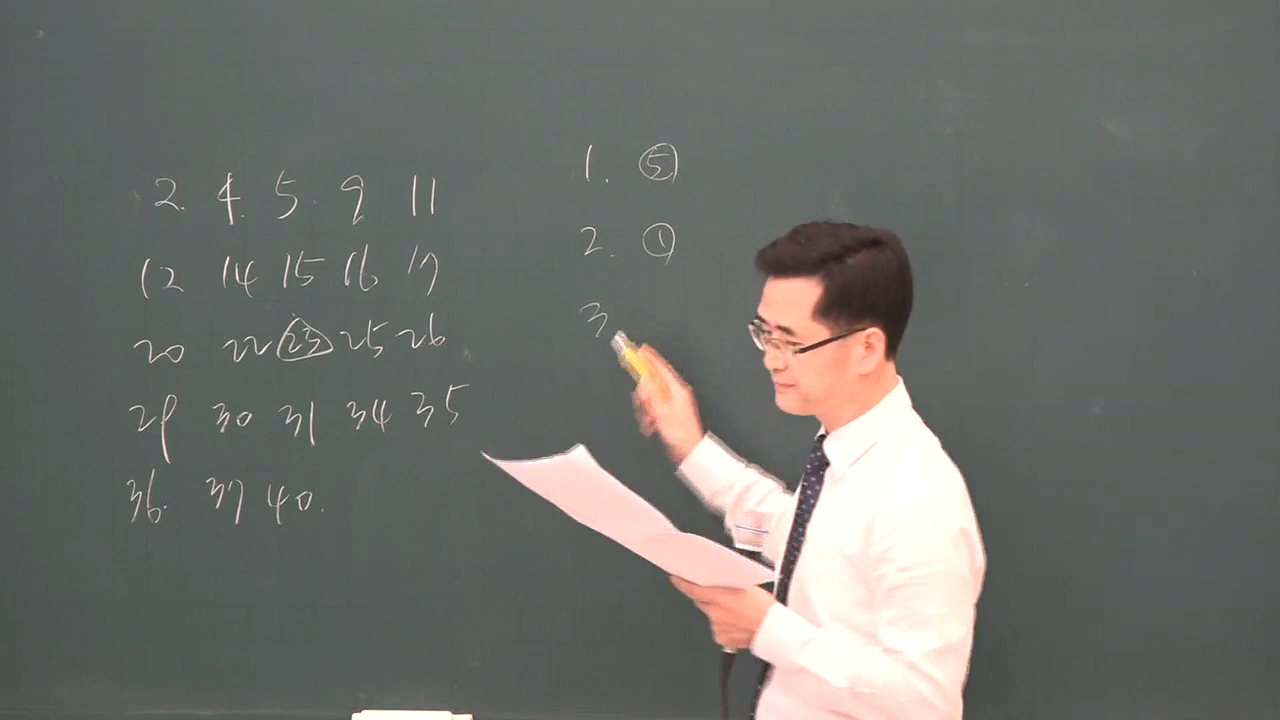 2. 4. 5. 9 11
12 14 15 16 17
20 22 23 25 26
29 30 31 34 35
36. 37 40.
1. ⑤
2. ①
3